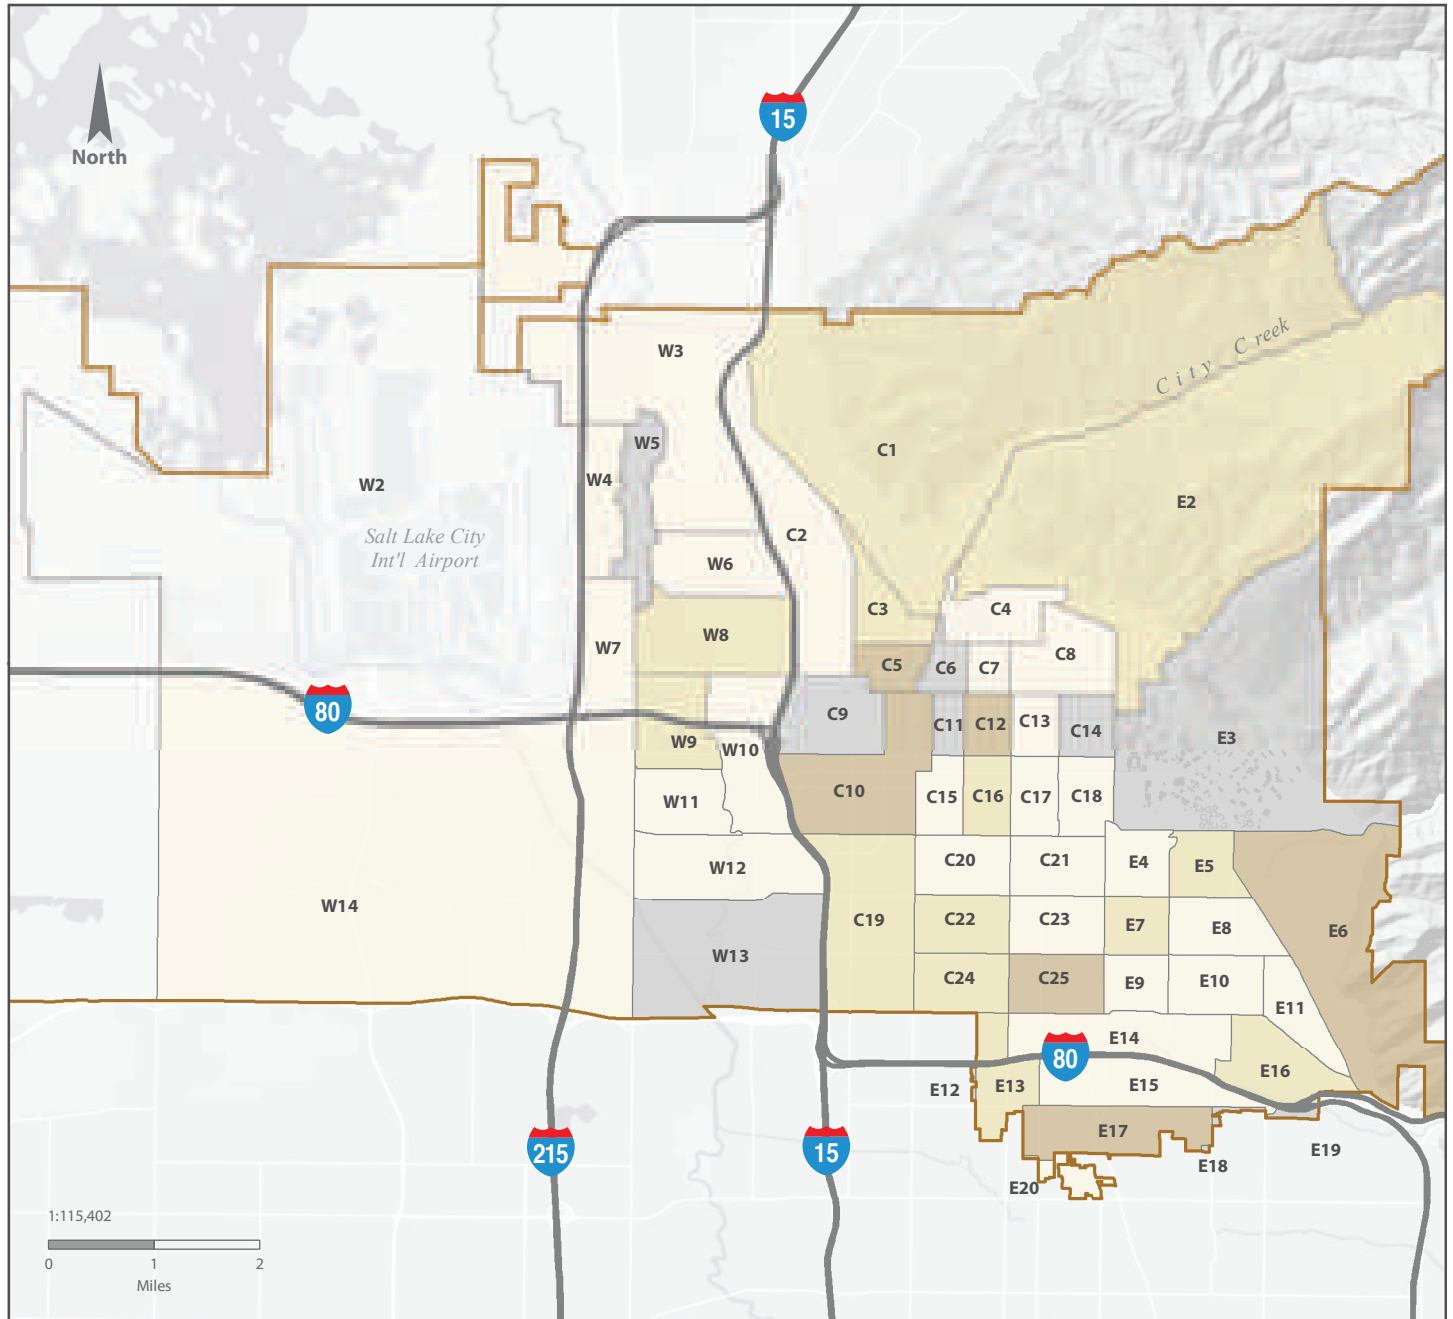 15
North
City Creek
W3
W5
C1
W4
W2
E2
Salt Lake City
Int'l Airport
C2
W6
C3
C4
W8
W7
C8
C5
C6
C7
80
C9
C11
C12
C13
C14
E3
W9
W10
C10
C15
C16
C17
C18
W11
C20
C21
E4
E5
W12
W14
C19
C22
C23
E7
E8
E6
W13
C24
C25
E9
E10
E11
E14
80
E16
E12
E13
E15
E17
215
15
E18
E19
E20
1:115,402
0
1
2
Miles